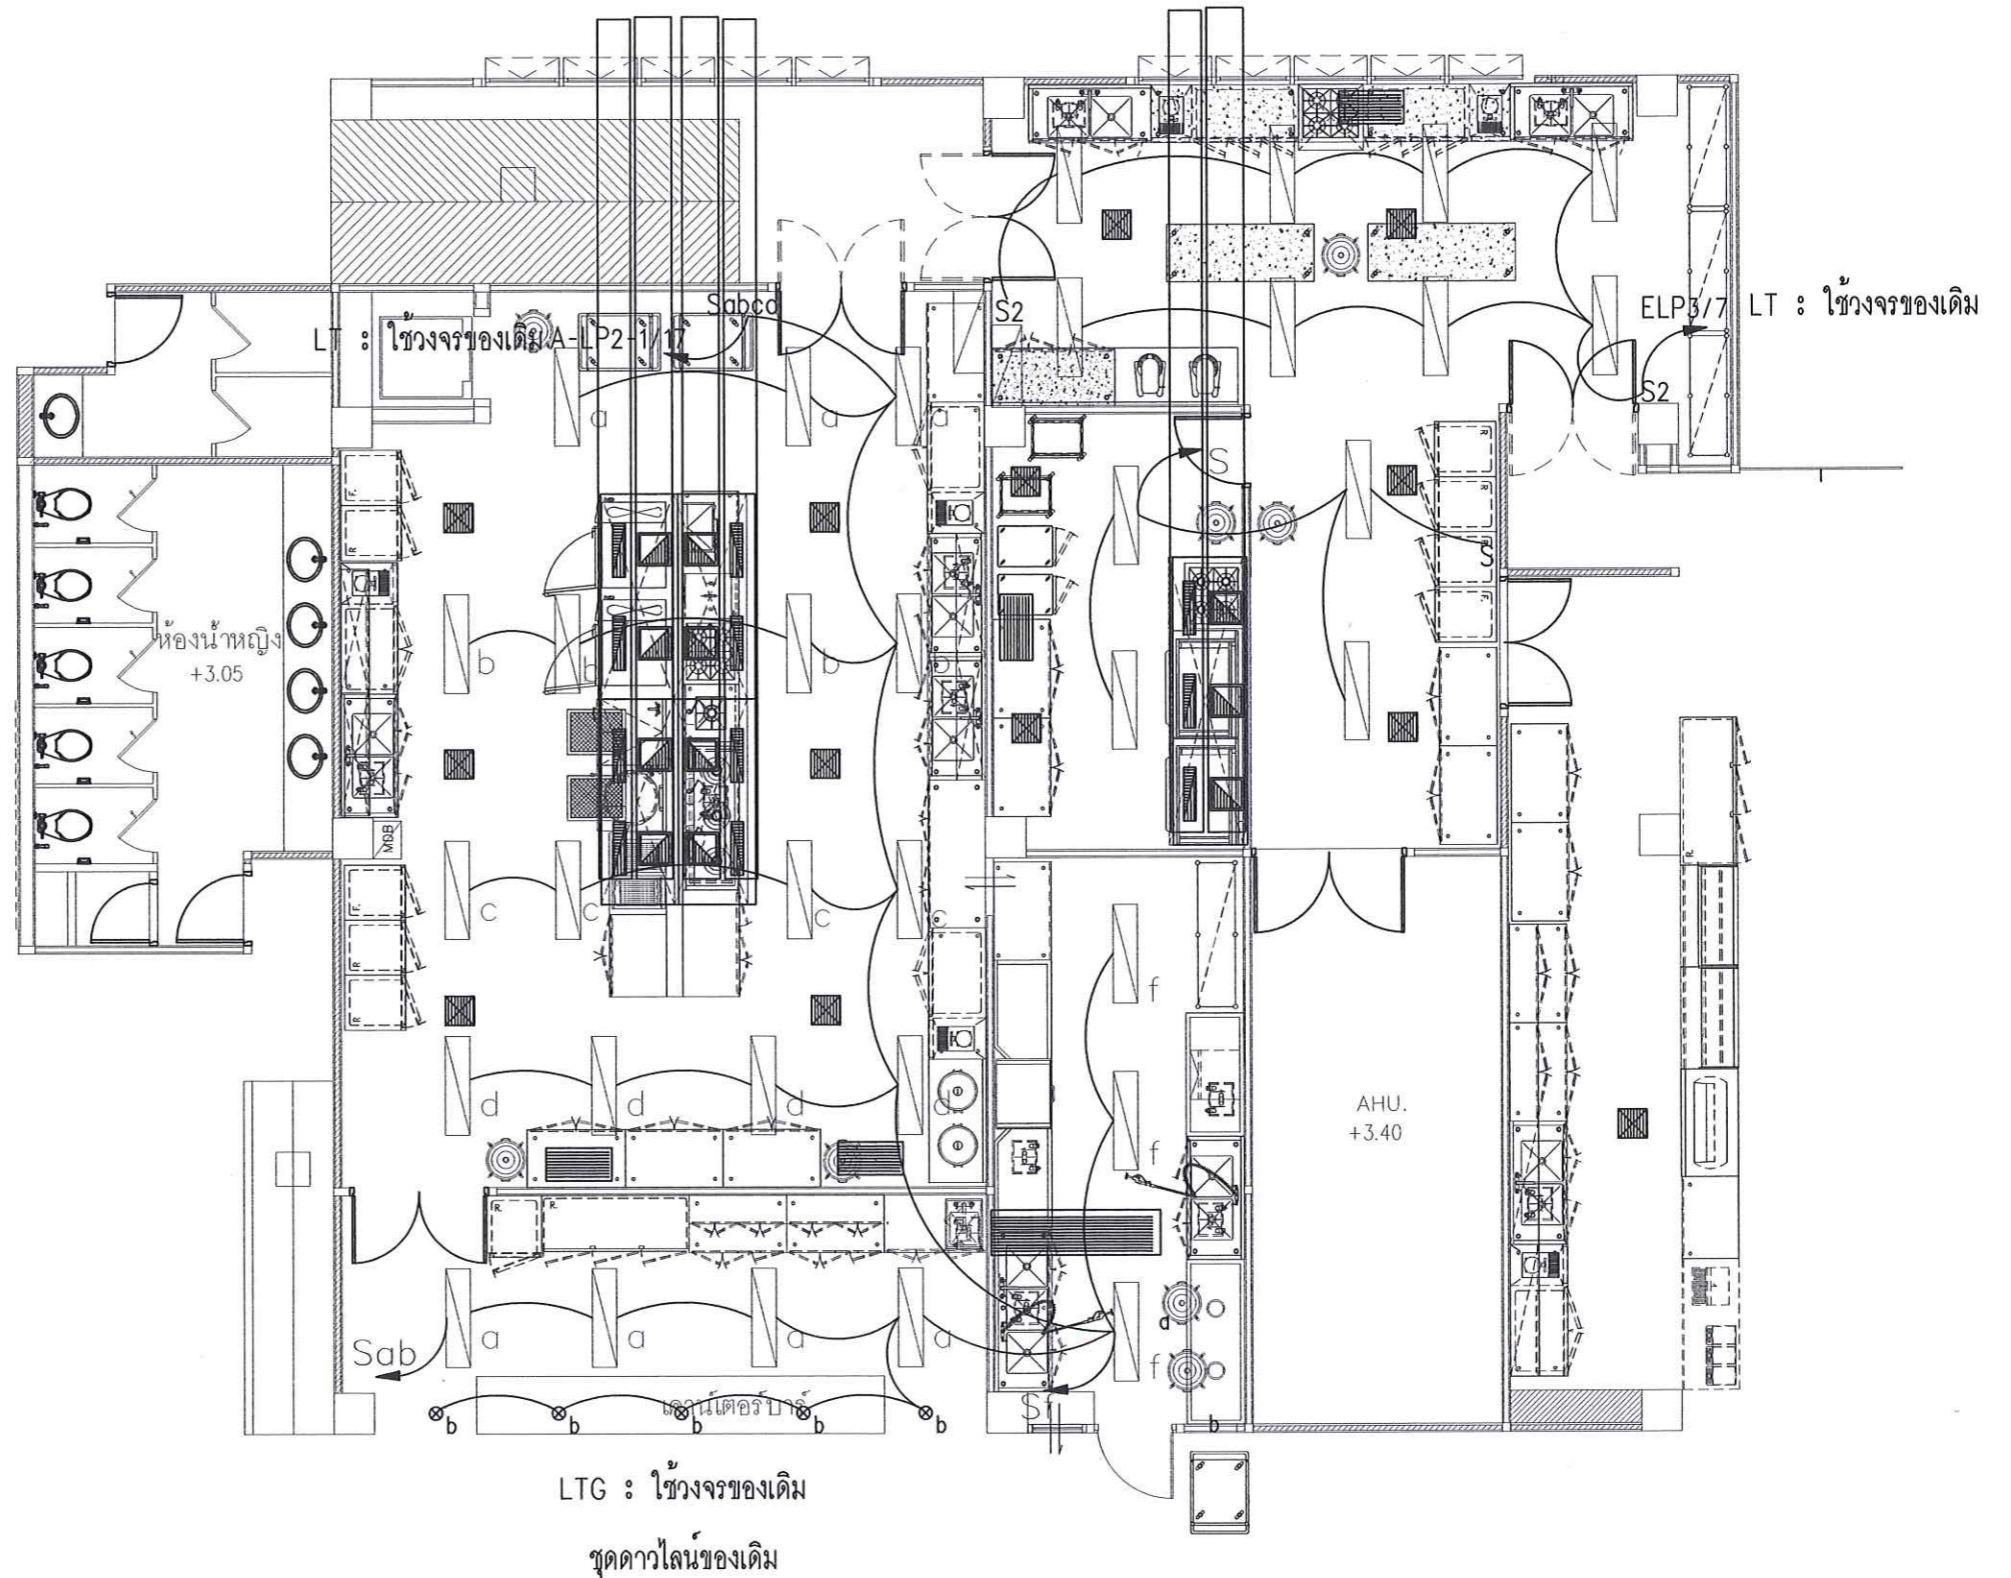 Sabcd
S2
ELP3/7
LT : ใช้วงจรของเดิม
LT : ใช้วงจรของเดิม A-LP2-1/17
S2
a
a
a
R
S
F.
R
R
F
S
F.
R
ห้องน้ำหญิง
+3.05
b
b
b
b
MDB
R.
F.
c
c
c
c
R
R
f
d
d
d
d
AHU.
+3.40
f
R.
R.
a
a
a
a
a
Sab
f
b
b
b
b
b
เคาน์เตอร์บาร์
Sf
b
LTG : ใช้วงจรของเดิม
ชุดดาวไลน์ของเดิม